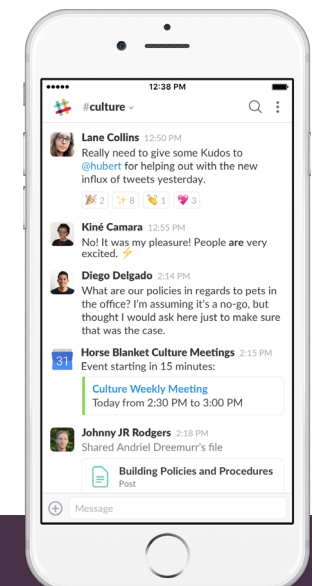 12:38 PM
#culture
Lane Collins 12:50 PM
Really need to give some Kudos to
@hubert for helping out with the new
influx of tweets yesterday.
🎉 2 ✨ 8 👏 1 💖 3
Kiné Camara 12:55 PM
No! It was my pleasure! People are very
excited. ⚡
Diego Delgado 2:14 PM
What are our policies in regards to pets in
the office? I'm assuming it's a no-go, but
thought I would ask here just to make sure
that was the case.
31
Horse Blanket Culture Meetings 2:15 PM
Event starting in 15 minutes:
Culture Weekly Meeting
Today from 2:30 PM to 3:00 PM
Johnny JR Rodgers 2:18 PM
Shared Andriel Dreemurr's file
Building Policies and Procedures
Post
Message